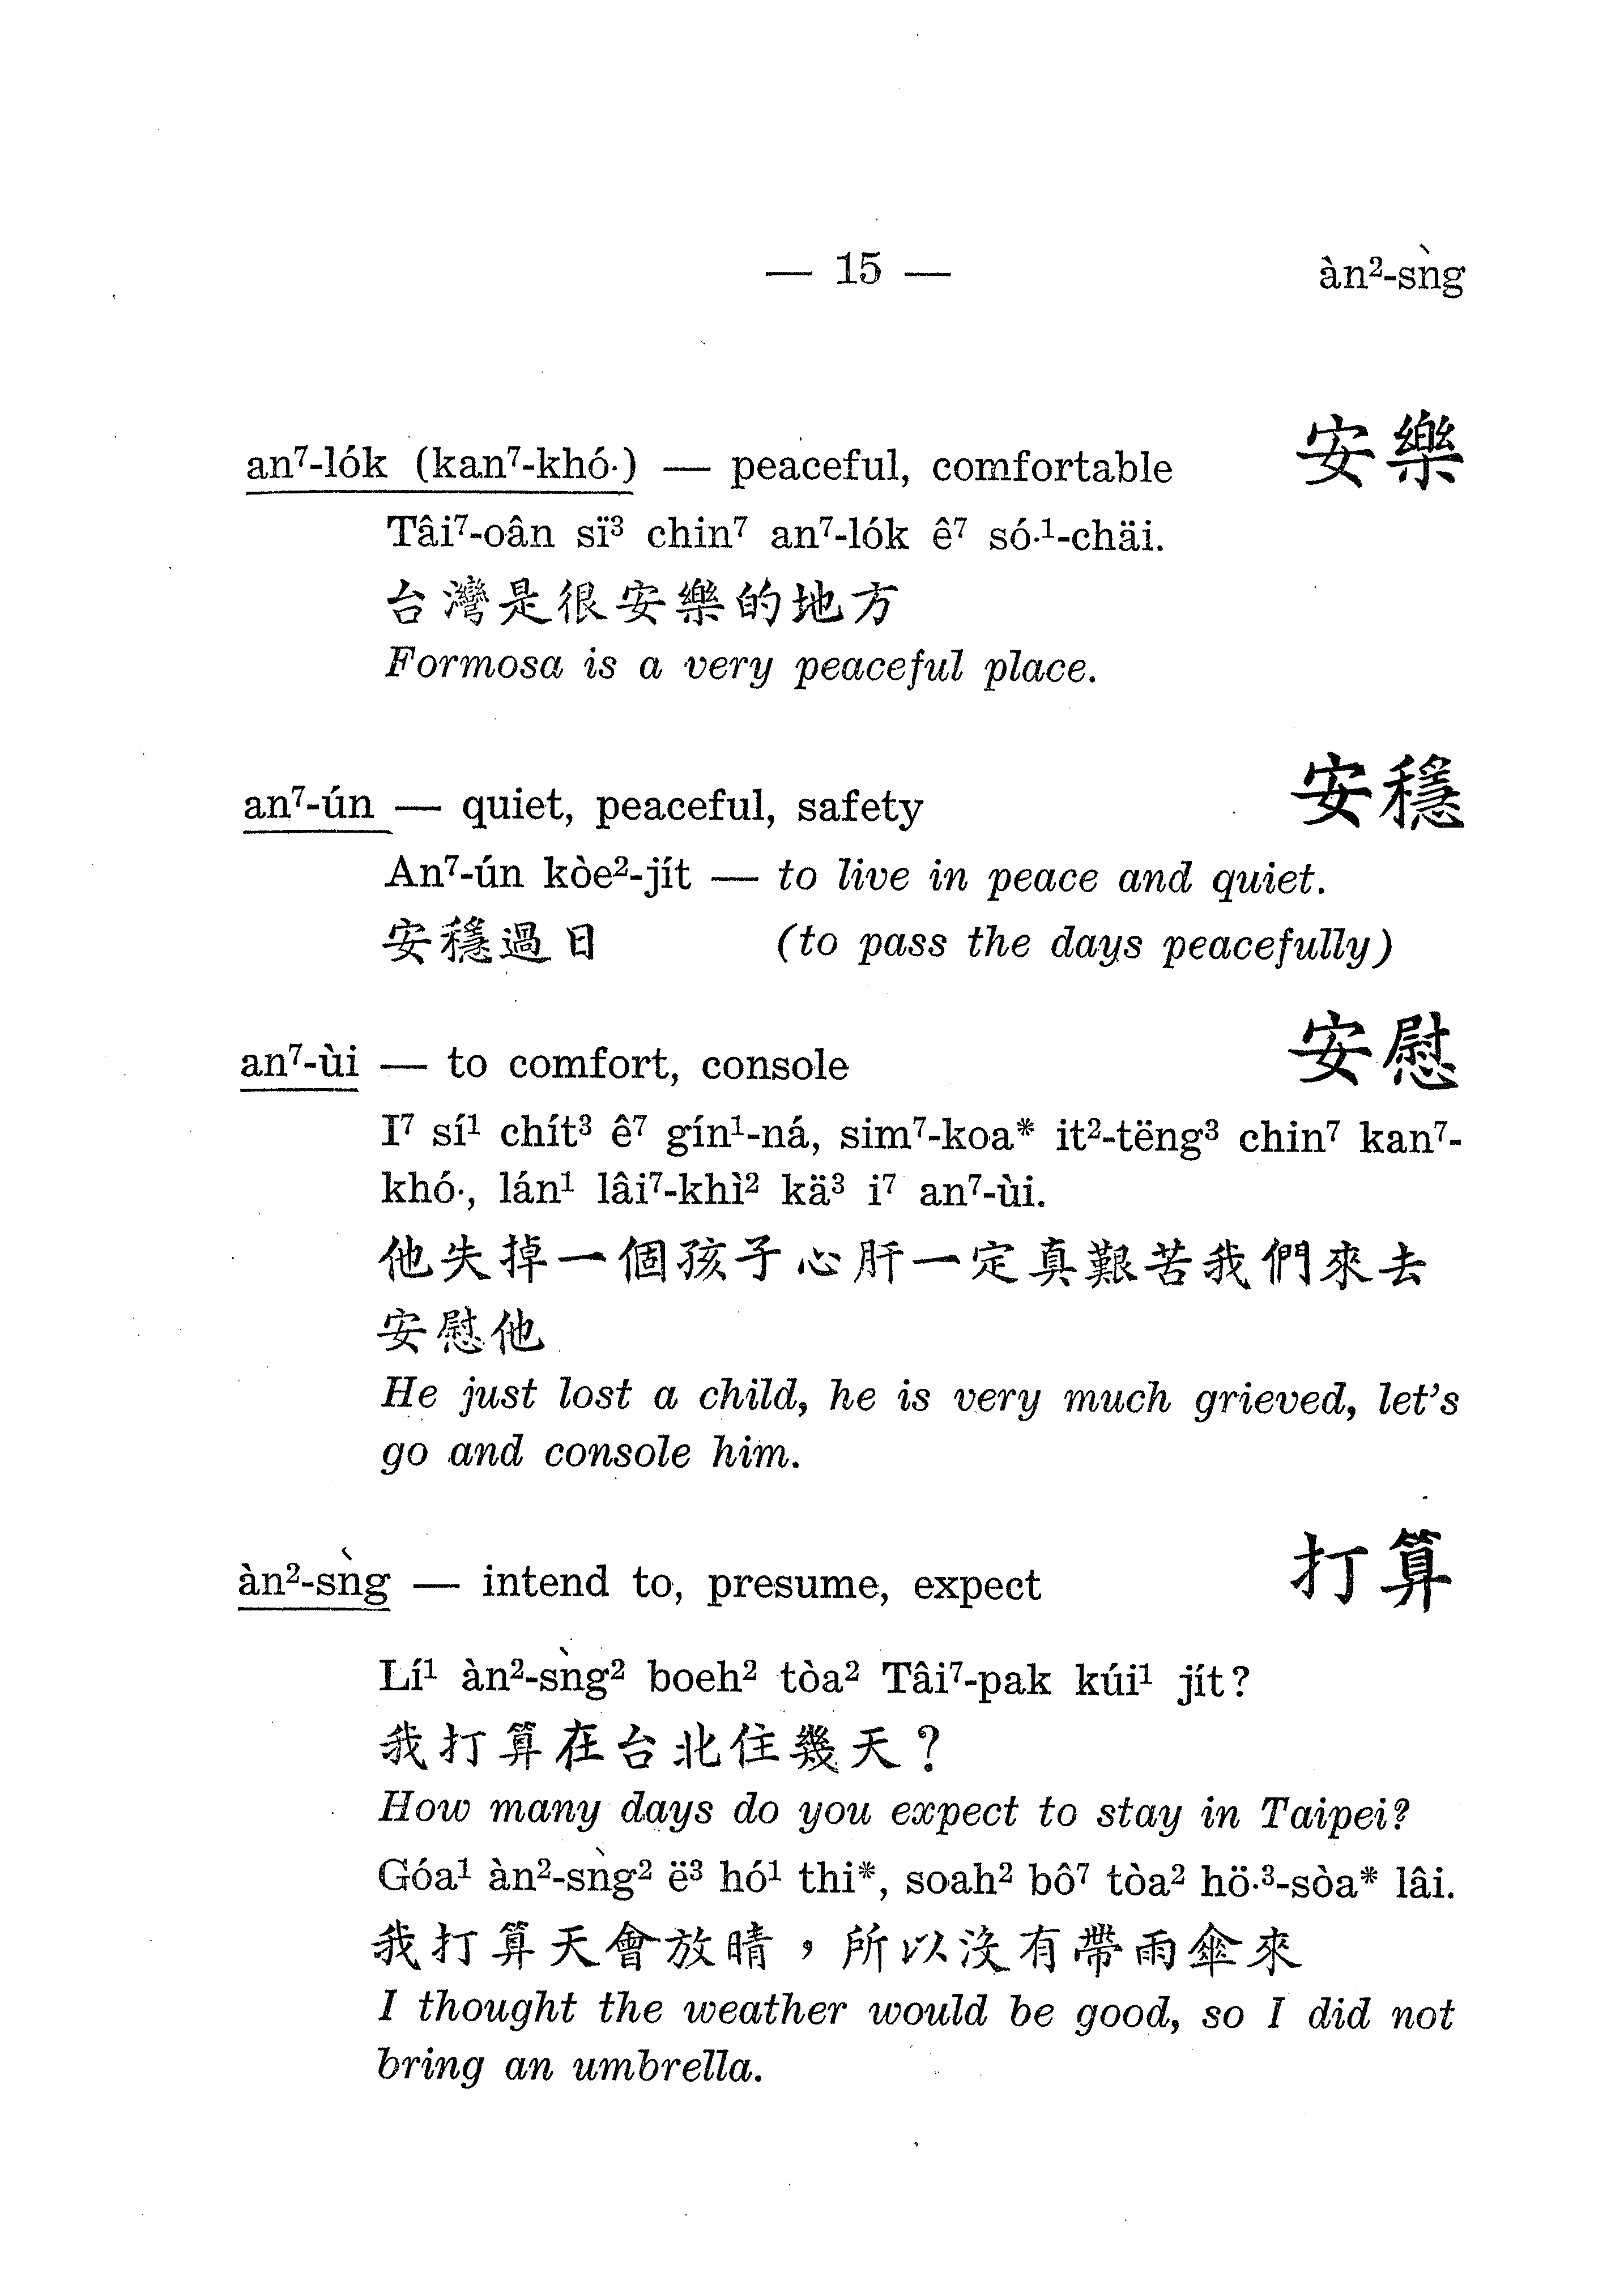 — 15 — àn²-sǹg
an⁷-lók (kan⁷-khó·) — peaceful, comfortable 安樂
Tâi⁷-oân sï³ chin⁷ an⁷-lók ê⁷ só·¹-chäi.
台灣是很安樂的地方
Formosa is a very peaceful place.
an⁷-ún — quiet, peaceful, safety 安穩
An⁷-ún kòe²-jít — to live in peace and quiet.
安穩過日 (to pass the days peacefully)
an⁷-ùi — to comfort, console 安慰
I⁷ sí¹ chít³ ê⁷ gín¹-ná, sim⁷-koa* it²-tëng³ chin⁷ kan⁷-
khó·, lán¹ lâi⁷-khì² kä³ i⁷ an⁷-ùi.
他失掉一個孩子心肝一定真艱苦我們來去
安慰他
He just lost a child, he is very much grieved, let's
go and console him.
àn²-sǹg — intend to, presume, expect 打算
Lí¹ àn²-sǹg² boeh² tòa² Tâi⁷-pak kúi¹ jít?
我打算在台北住幾天?
How many days do you expect to stay in Taipei?
Góa¹ àn²-sǹg² ë³ hó¹ thi*, soah² bô⁷ tòa² hö·³-sòa* lâi.
我打算天會放晴，所以沒有帶雨傘來
I thought the weather would be good, so I did not
bring an umbrella.